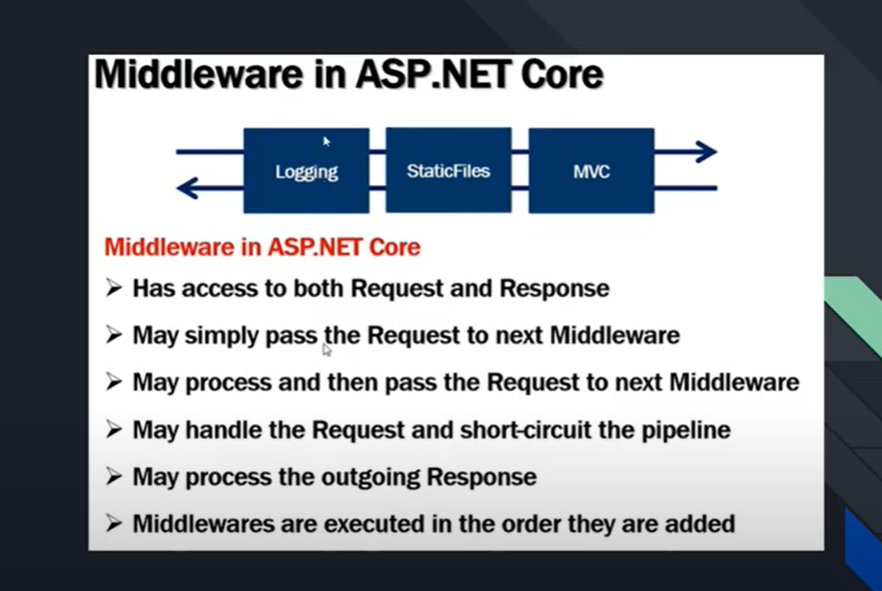 Middleware in ASP.NET Core
Logging
StaticFiles
MVC
Middleware in ASP.NET Core
➢ Has access to both Request and Response
➢ May simply pass the Request to next Middleware
➢ May process and then pass the Request to next Middleware
➢ May handle the Request and short-circuit the pipeline
➢ May process the outgoing Response
➢ Middlewares are executed in the order they are added